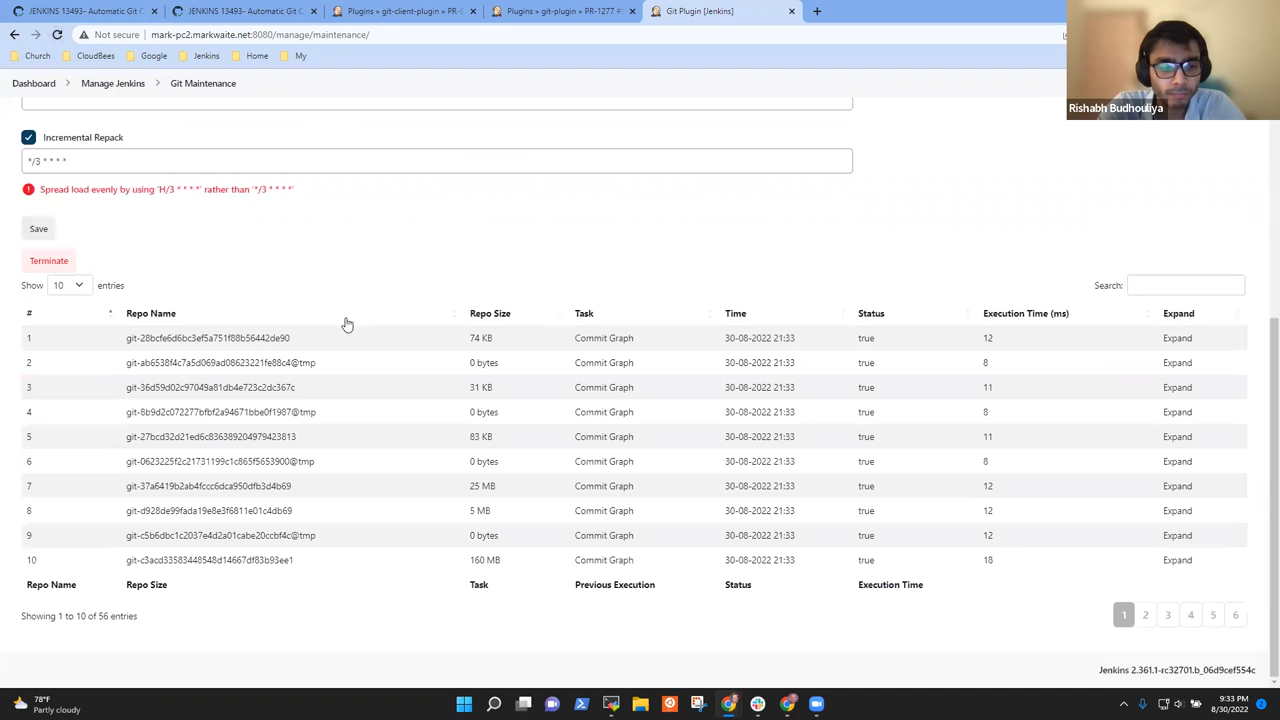 JENKINS 13493- Automatic Git C
JENKINS 13493- Automatic Git C
Plugins » git-client-plugin » PR-
Plugins » git-plugin » PR-1277 #
Git Plugin [Jenkins]
Not secure mark-pc2.markwaite.net:8080/manage/maintenance/
Church CloudBees Google Jenkins Home My
Dashboard Manage Jenkins Git Maintenance
Rishabh Budhouliya
Incremental Repack
*/3 * * * *
Spread load evenly by using 'H/3 * * * *' rather than '*/3 * * * *'
Save
Terminate
Show 10 entries Search:
# Repo Name Repo Size Task Time Status Execution Time (ms) Expand
1 git-28bcfe6d6bc3ef5a751f88b56442de90 74 KB Commit Graph 30-08-2022 21:33 true 12 Expand
2 git-ab6538f4c7a5d069ad08623221fe88c4@tmp 0 bytes Commit Graph 30-08-2022 21:33 true 8 Expand
3 git-36d59d02c97049a81db4e723c2dc367c 31 KB Commit Graph 30-08-2022 21:33 true 11 Expand
4 git-8b9d2c072277bfbf2a94671bbe0f1987@tmp 0 bytes Commit Graph 30-08-2022 21:33 true 8 Expand
5 git-27bcd32d21ed6c836389204979423813 83 KB Commit Graph 30-08-2022 21:33 true 11 Expand
6 git-0623225f2c21731199c1c865f5653900@tmp 0 bytes Commit Graph 30-08-2022 21:33 true 8 Expand
7 git-37a6419b2ab4fccc6dca950dfb3d4b69 25 MB Commit Graph 30-08-2022 21:33 true 12 Expand
8 git-d928de99fada19e8e3f6811e01c4db69 5 MB Commit Graph 30-08-2022 21:33 true 12 Expand
9 git-c5b6dbc1c2037e4d2a01cabe20ccbf4c@tmp 0 bytes Commit Graph 30-08-2022 21:33 true 12 Expand
10 git-c3acd33583448548d14667df83b93ee1 160 MB Commit Graph 30-08-2022 21:33 true 18 Expand
Repo Name Repo Size Task Previous Execution Status Execution Time
Showing 1 to 10 of 56 entries 1 2 3 4 5 6
Jenkins 2.361.1-rc32701.b_06d9cef554c
78°F
Partly cloudy
9:33 PM
8/30/2022
2